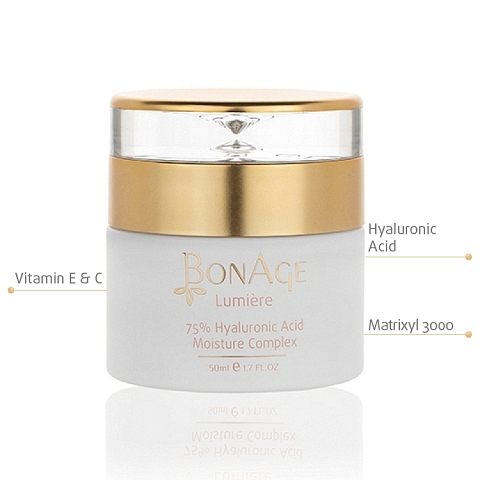 BONAGE
Lumière
75% Hyaluronic Acid
Moisture Complex
50ml e 1.7 FL.OZ
Vitamin E & C
Hyaluronic
Acid
Matrixyl 3000